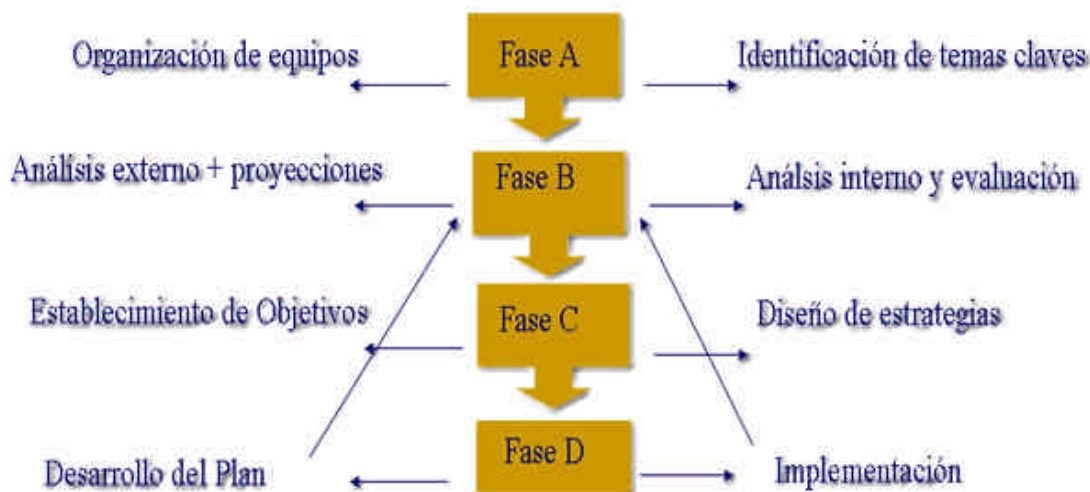 Organización de equipos
Fase A
Identificación de temas claves
Análisis externo + proyecciones
Fase B
Análsis interno y evaluación
Establecimiento de Objetivos
Fase C
Diseño de estrategias
Desarrollo del Plan
Fase D
Implementación